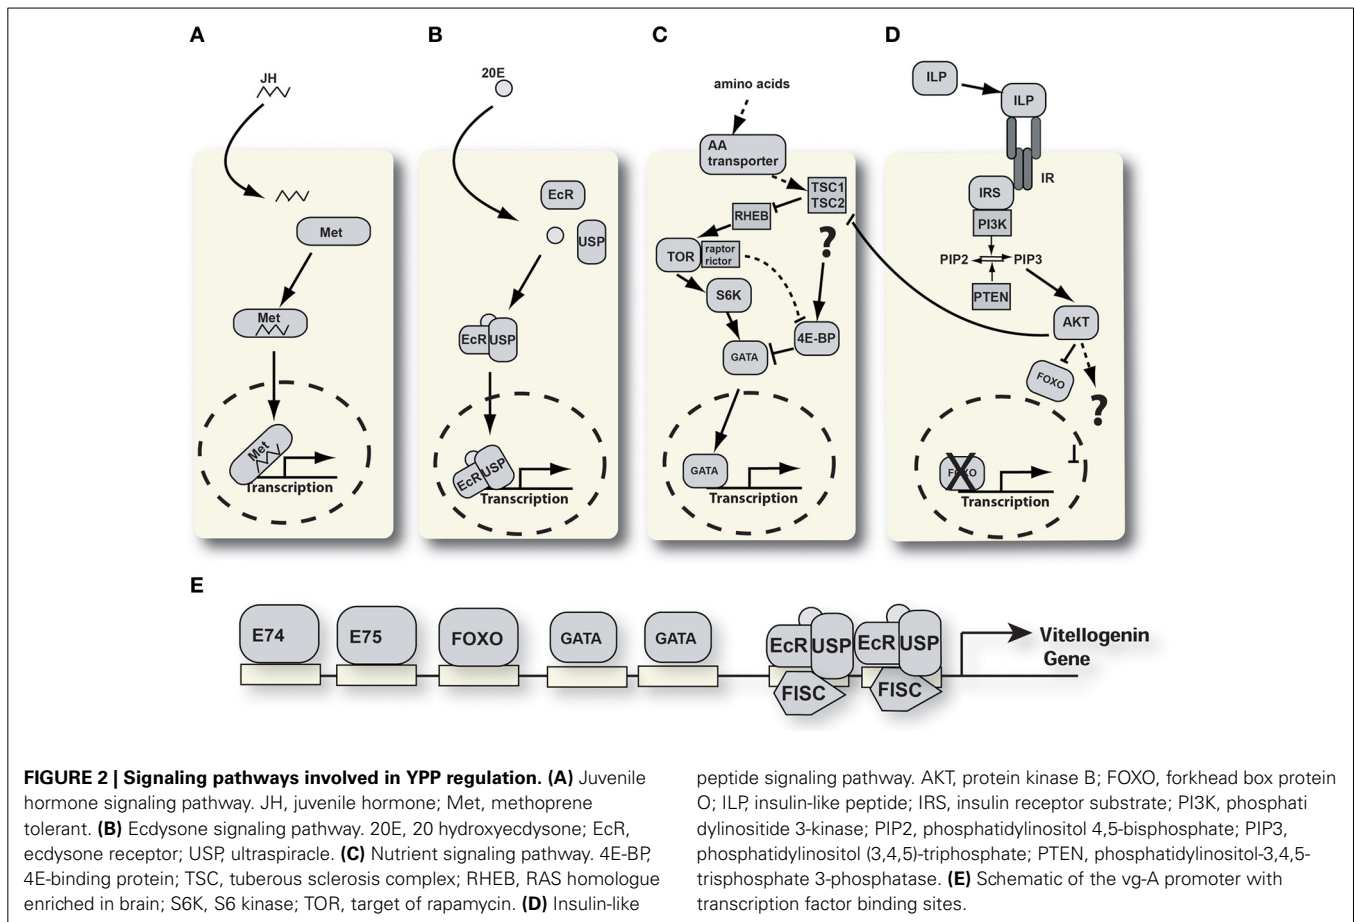 A
B
C
D
JH
Met
Met
Met
Transcription
20E
EcR
USP
EcR USP
EcR USP
Transcription
amino acids
AA
transporter
TSC1
TSC2
RHEB
?
TOR
raptor
rictor
S6K
4E-BP
GATA
GATA
Transcription
ILP
ILP
IR
IRS
PI3K
PIP2
PIP3
PTEN
AKT
FOXO
?
FOXO
Transcription
E
E74
E75
FOXO
GATA
GATA
EcR USP
FISC
EcR USP
FISC
Vitellogenin
Gene
FIGURE 2 | Signaling pathways involved in YPP regulation. (A) Juvenile
hormone signaling pathway. JH, juvenile hormone; Met, methoprene
tolerant. (B) Ecdysone signaling pathway. 20E, 20 hydroxyecdysone; EcR,
ecdysone receptor; USP, ultraspiracle. (C) Nutrient signaling pathway. 4E-BP,
4E-binding protein; TSC, tuberous sclerosis complex; RHEB, RAS homologue
enriched in brain; S6K, S6 kinase; TOR, target of rapamycin. (D) Insulin-like
peptide signaling pathway. AKT, protein kinase B; FOXO, forkhead box protein
O; ILP, insulin-like peptide; IRS, insulin receptor substrate; PI3K, phosphati
dylinositide 3-kinase; PIP2, phosphatidylinositol 4,5-bisphosphate; PIP3,
phosphatidylinositol (3,4,5)-triphosphate; PTEN, phosphatidylinositol-3,4,5-
trisphosphate 3-phosphatase. (E) Schematic of the vg-A promoter with
transcription factor binding sites.